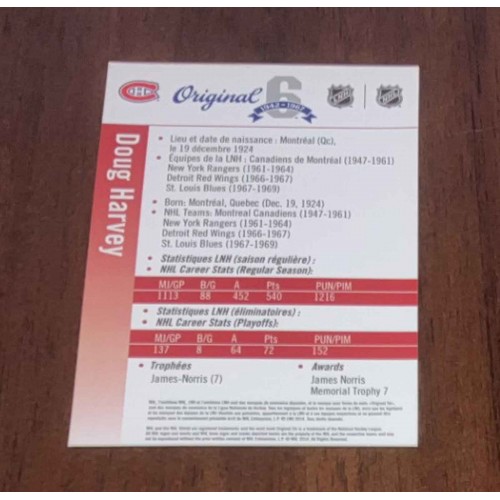 Original 6
1942 - 1967
Doug Harvey
• Lieu et date de naissance : Montréal (Qc),
le 19 décembre 1924
• Équipes de la LNH : Canadiens de Montréal (1947-1961)
New York Rangers (1961-1964)
Detroit Red Wings (1966-1967)
St. Louis Blues (1967-1969)
• Born: Montréal, Quebec (Dec. 19, 1924)
• NHL Teams: Montreal Canadiens (1947-1961)
New York Rangers (1961-1964)
Detroit Red Wings (1966-1967)
St. Louis Blues (1967-1969)
• Statistiques LNH (saison régulière) :
• NHL Career Stats (Regular Season):
MJ/GP B/G A Pts PUN/PIM
1113 88 452 540 1216
• Statistiques LNH (éliminatoires) :
• NHL Career Stats (Playoffs):
MJ/GP B/G A Pts PUN/PIM
137 8 64 72 152
• Trophées
James-Norris (7)
• Awards
James Norris
Memorial Trophy 7